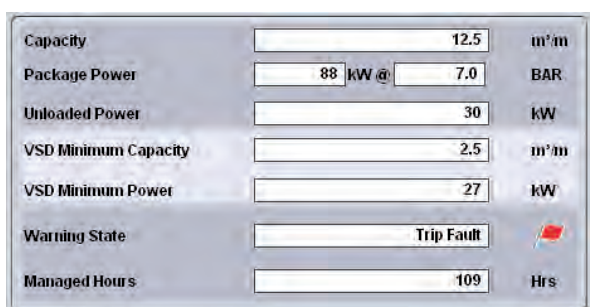 Capacity 12.5 m³/m
Package Power 88 kW @ 7.0 BAR
Unloaded Power 30 kW
VSD Minimum Capacity 2.5 m³/m
VSD Minimum Power 27 kW
Warning State Trip Fault
Managed Hours 109 Hrs